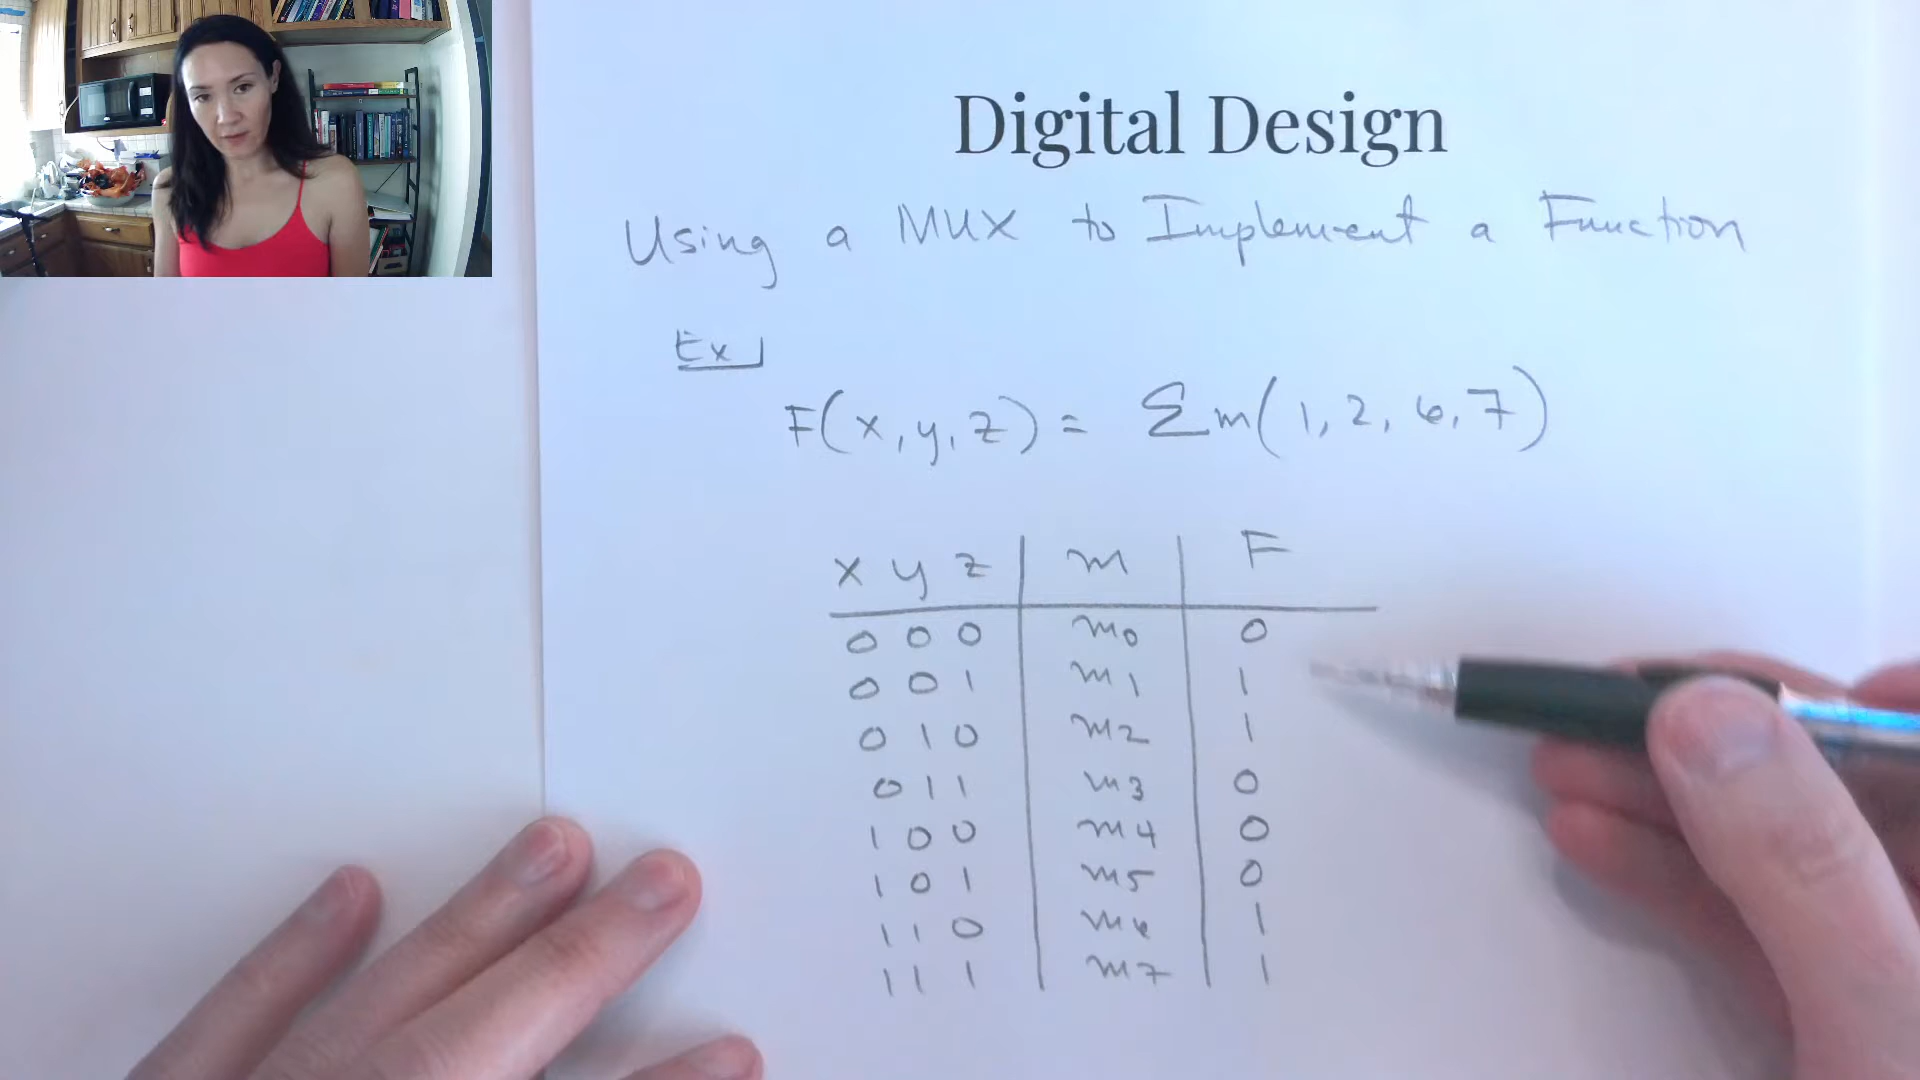 Digital Design
Using a MUX to Implement a Function
Ex
F(x, y, z) = Σm(1, 2, 6, 7)
x y z | m | F
0 0 0 | m0 | 0
0 0 1 | m1 | 1
0 1 0 | m2 | 1
0 1 1 | m3 | 0
1 0 0 | m4 | 0
1 0 1 | m5 | 0
1 1 0 | m6 | 1
1 1 1 | m7 | 1